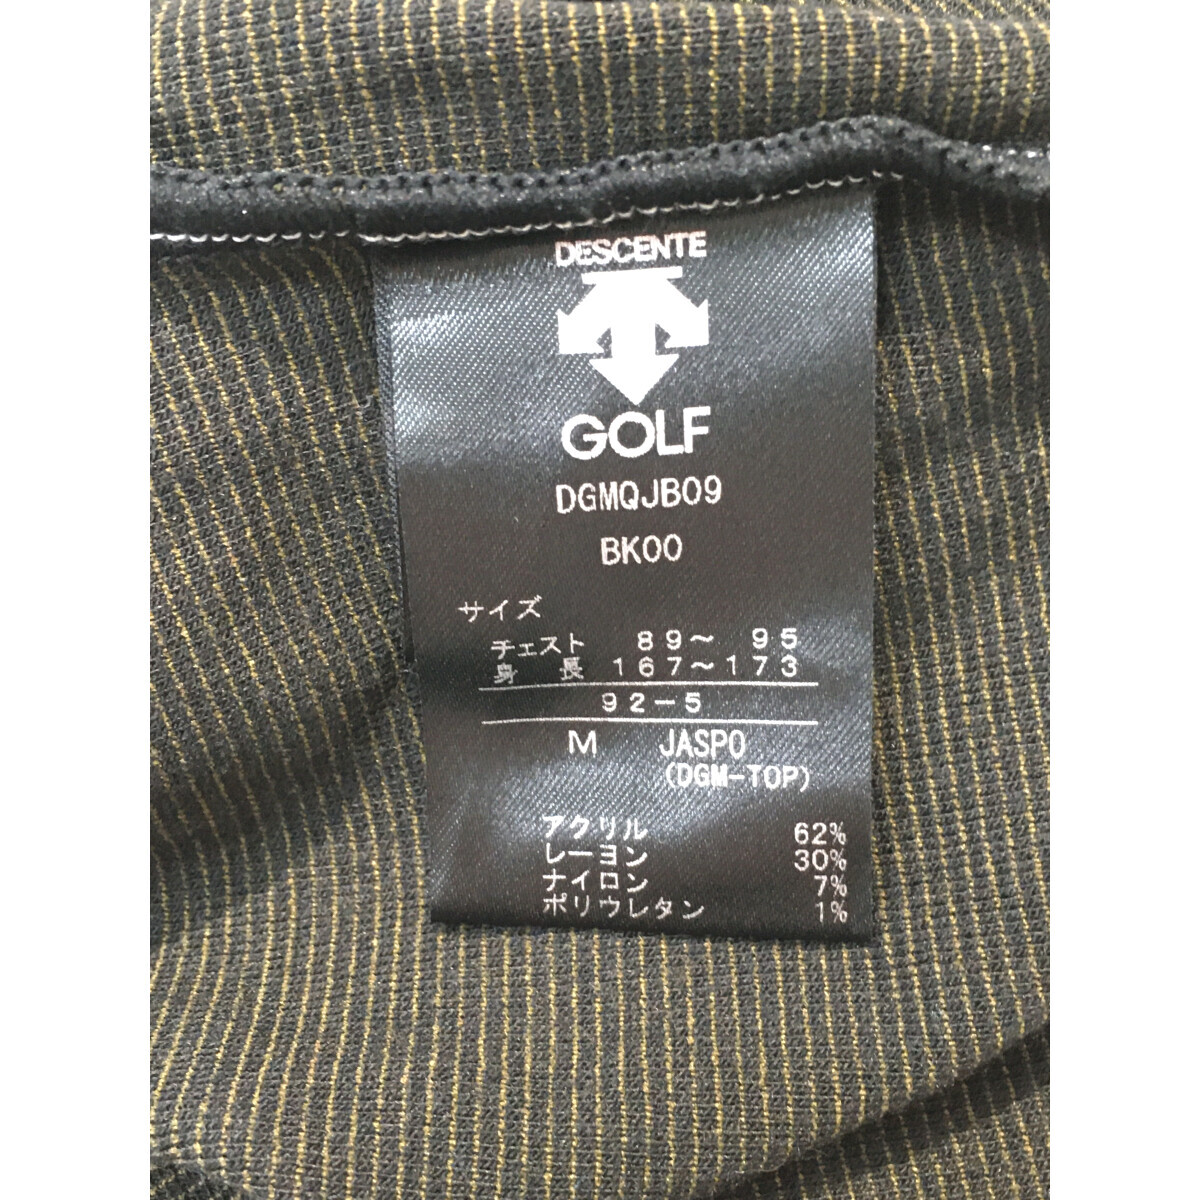 DESCENTE
GOLF
DGMQJB09
BK00
サイズ
チェスト 89～ 95
身 長 167～173
92-5
M JASPO
(DGM-TOP)
アクリル 62%
レーヨン 30%
ナイロン 7%
ポリウレタン 1%